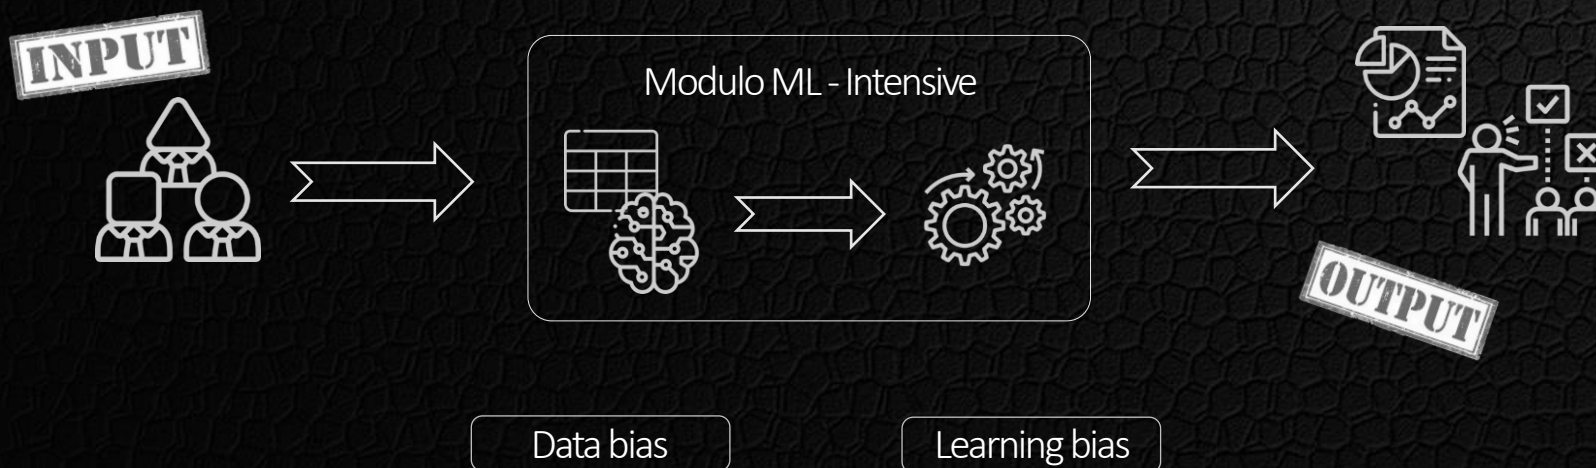 INPUT
Modulo ML - Intensive
OUTPUT
Data bias
Learning bias